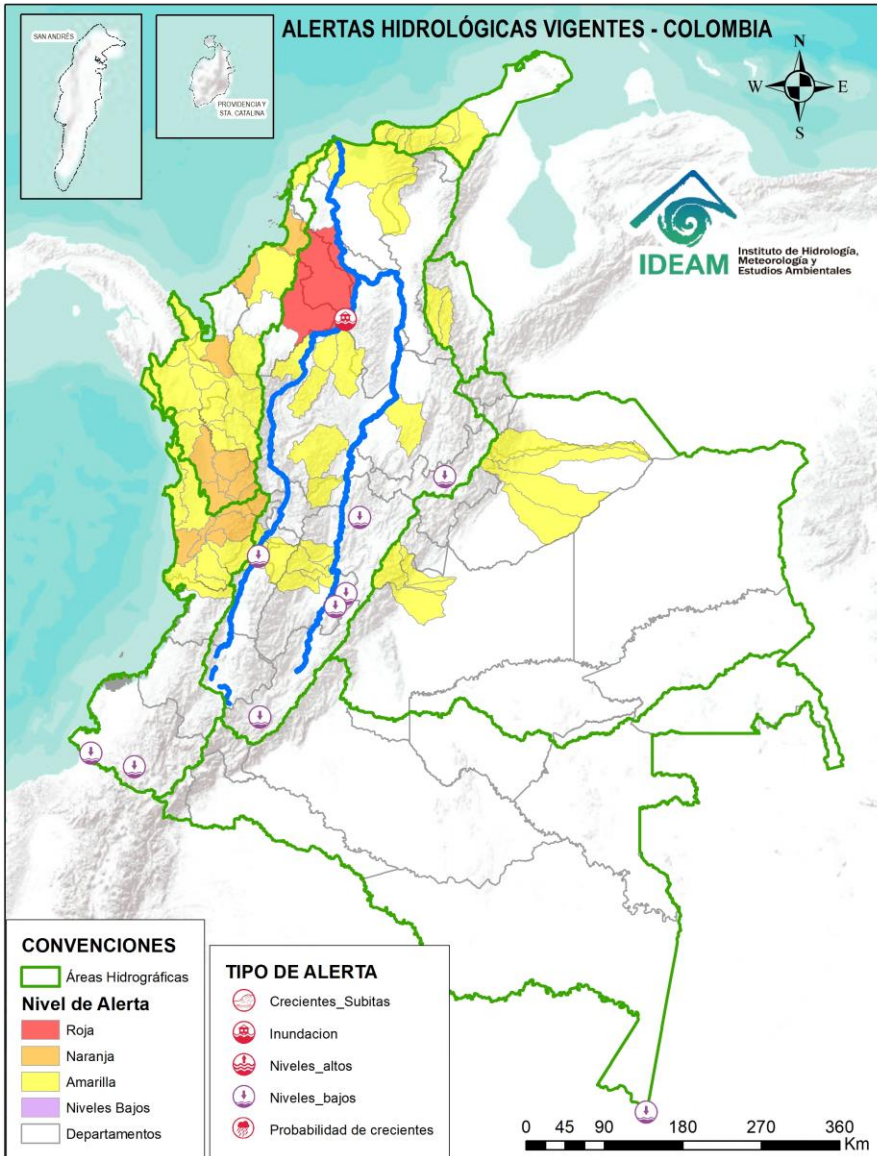 ALERTAS HIDROLÓGICAS VIGENTES - COLOMBIA
SAN ANDRÉS
PROVIDENCIA Y
STA. CATALINA
N
W
E
S
IDEAM
Instituto de Hidrología,
Meteorología y
Estudios Ambientales
CONVENCIONES
Áreas Hidrográficas
Nivel de Alerta
Roja
Naranja
Amarilla
Niveles Bajos
Departamentos
TIPO DE ALERTA
Crecientes_Subitas
Inundacion
Niveles_altos
Niveles_bajos
Probabilidad de crecientes
0 45 90 180 270 360
Km